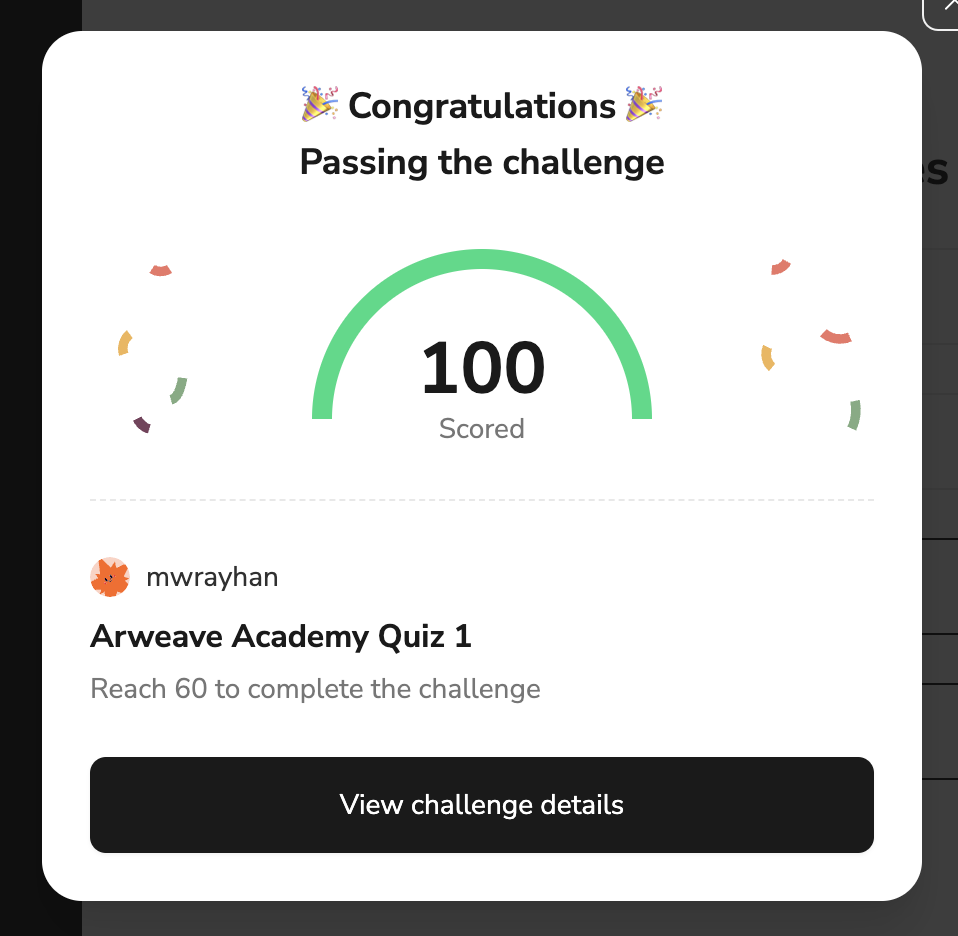 🎉 Congratulations 🎉
Passing the challenge
100
Scored
mwrayhan
Arweave Academy Quiz 1
Reach 60 to complete the challenge
View challenge details